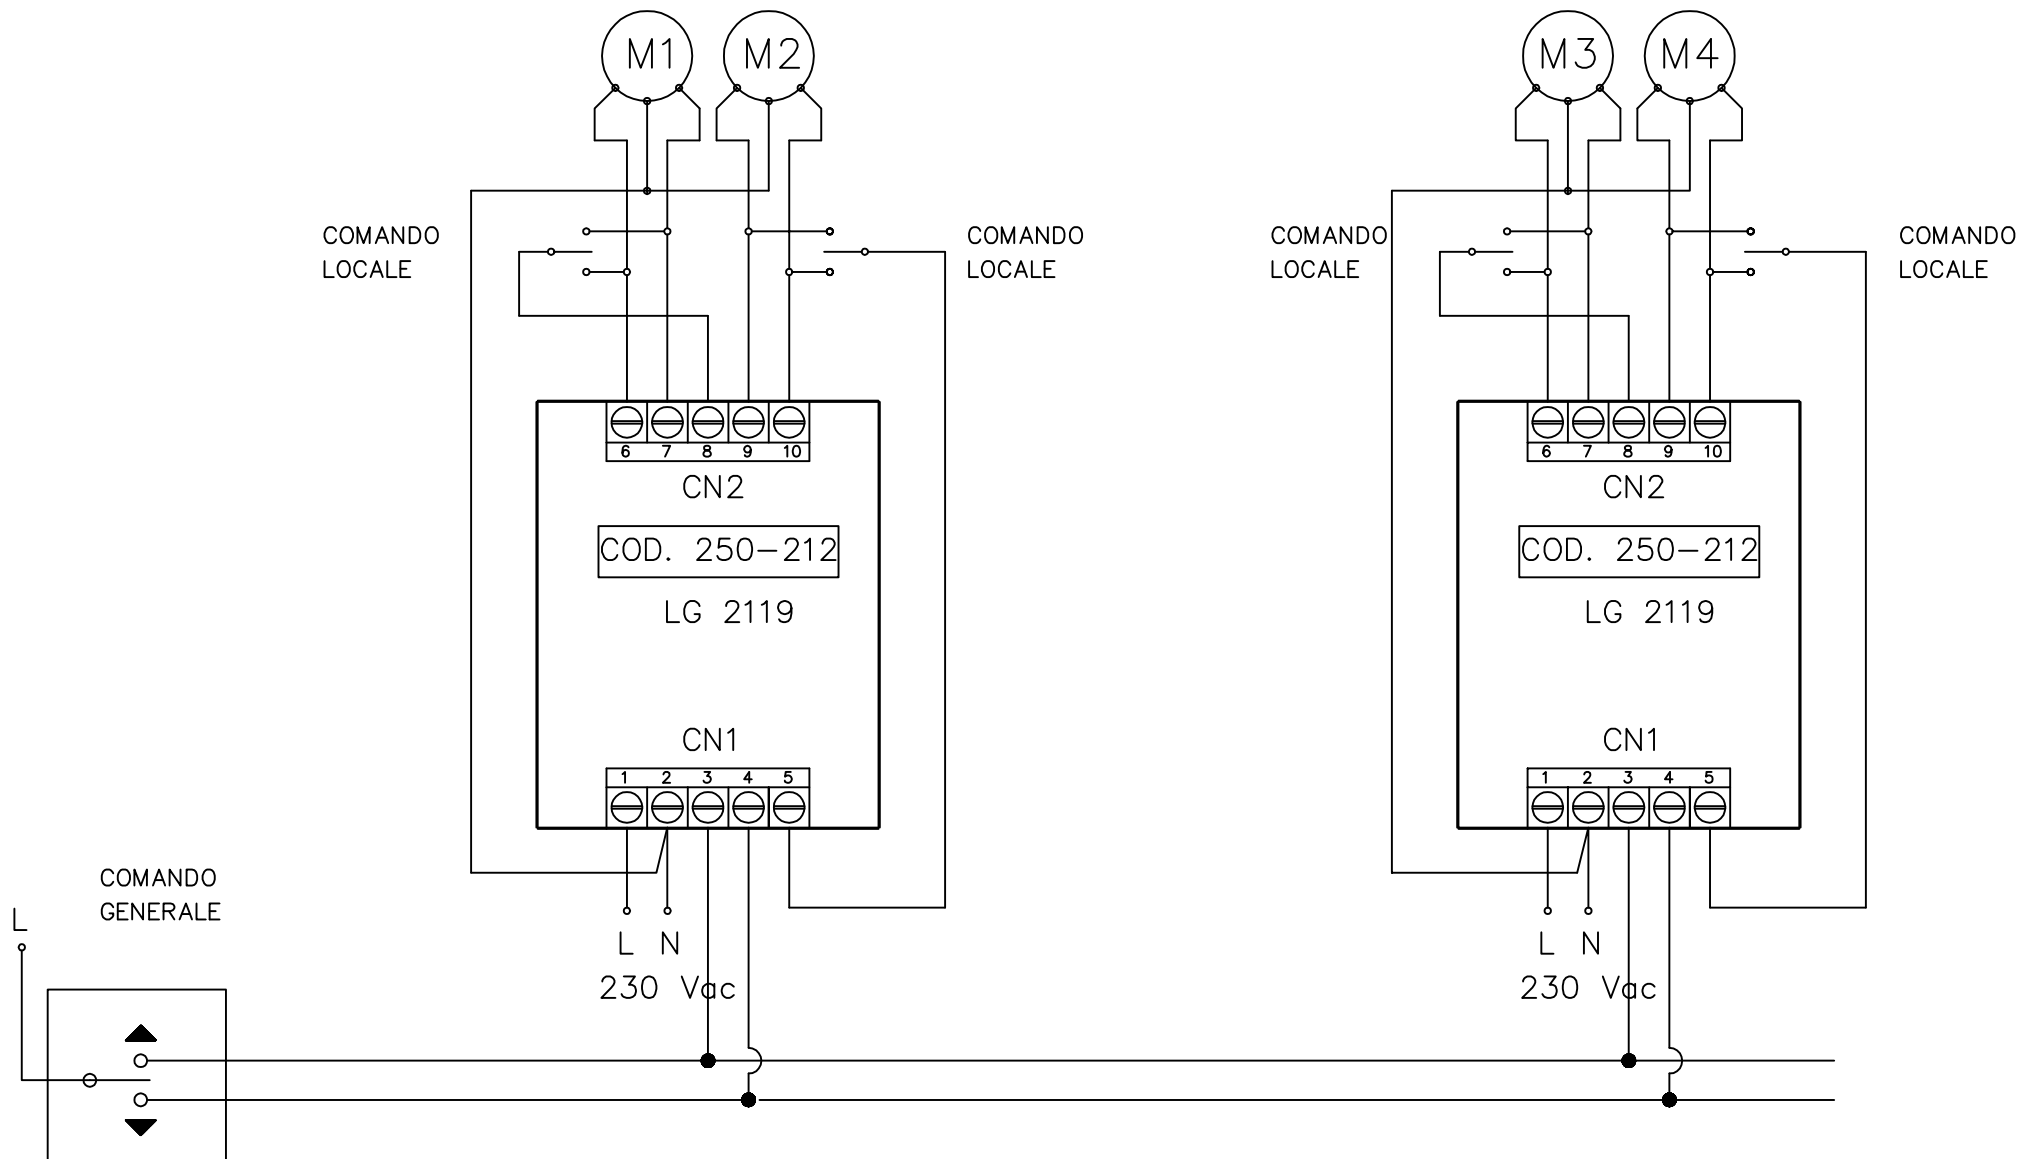 M1 M2 M3 M4
COMANDO
LOCALE
COMANDO
LOCALE
COMANDO
LOCALE
COMANDO
LOCALE
6 7 8 9 10
CN2
COD. 250-212
LG 2119
CN1
1 2 3 4 5
L N
230 Vac
6 7 8 9 10
CN2
COD. 250-212
LG 2119
CN1
1 2 3 4 5
L N
230 Vac
COMANDO
GENERALE
L